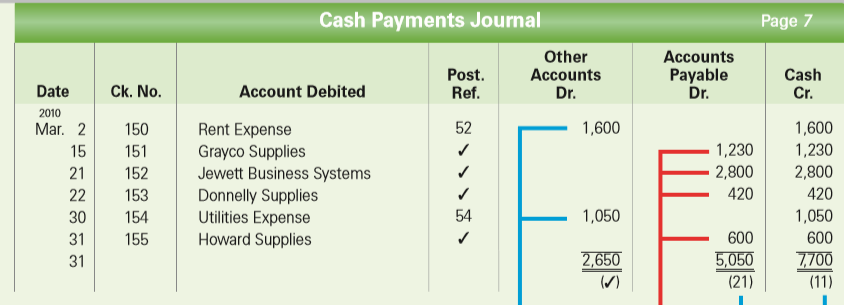 Cash Payments Journal Page 7
Date Ck. No. Account Debited Post. Ref. Other Accounts Dr. Accounts Payable Dr. Cash Cr.
2010
Mar. 2 150 Rent Expense 52 1,600 1,600
15 151 Grayco Supplies ✓ 1,230 1,230
21 152 Jewett Business Systems ✓ 2,800 2,800
22 153 Donnelly Supplies ✓ 420 420
30 154 Utilities Expense 54 1,050 1,050
31 155 Howard Supplies ✓ 600 600
31 2,650 5,050 7,700
(✓) (21) (11)